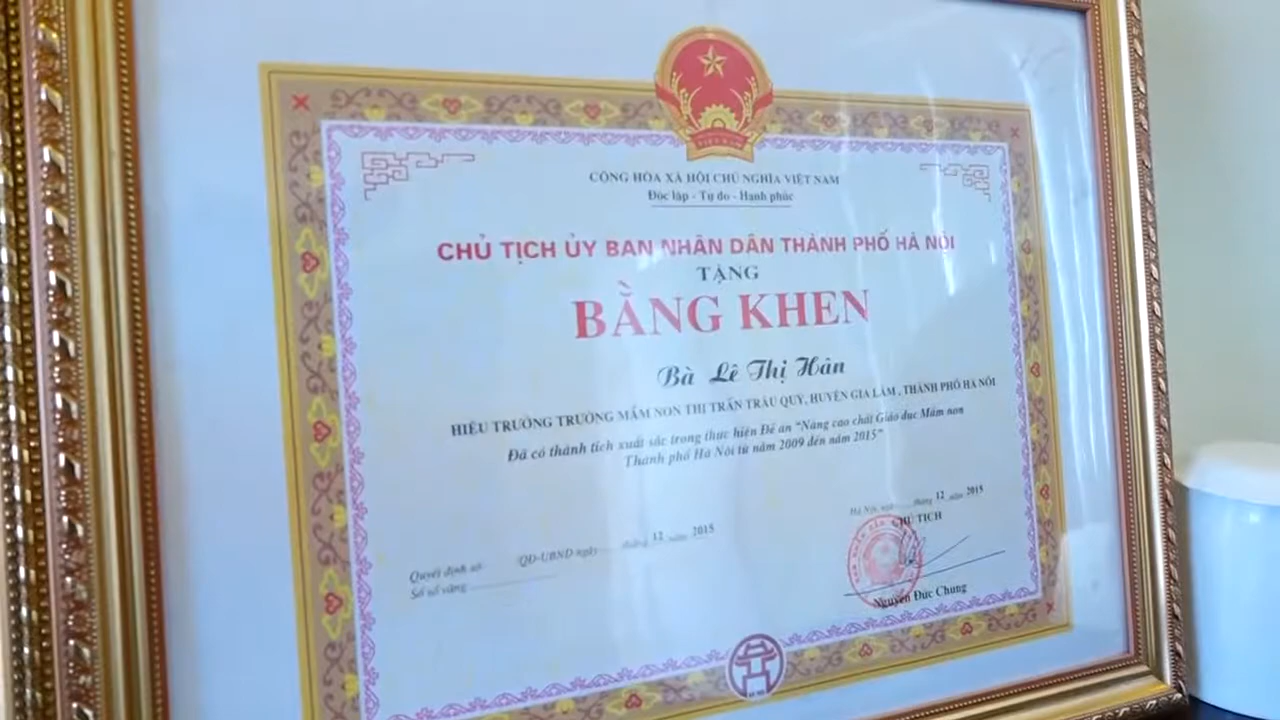 VIỆT NAM
CỘNG HÒA XÃ HỘI CHỦ NGHĨA VIỆT NAM
Độc lập - Tự do - Hạnh phúc
CHỦ TỊCH ỦY BAN NHÂN DÂN THÀNH PHỐ HÀ NỘI
TẶNG
BẰNG KHEN
Bà Lê Thị Hân
HIỆU TRƯỞNG TRƯỜNG MẦM NON THỊ TRẤN TRÂU QUỲ, HUYỆN GIA LÂM , THÀNH PHỐ HÀ NỘI
Đã có thành tích xuất sắc trong thực hiện Đề án "Nâng cao chất Giáo dục Mầm non
Thành phố Hà Nội từ năm 2009 đến năm 2015"
Hà Nội, ngày tháng 12 năm 2015
CHỦ TỊCH
Quyết định số QĐ-UBND ngày tháng 12 năm 2015
Số sổ vàng
Nguyễn Đức Chung